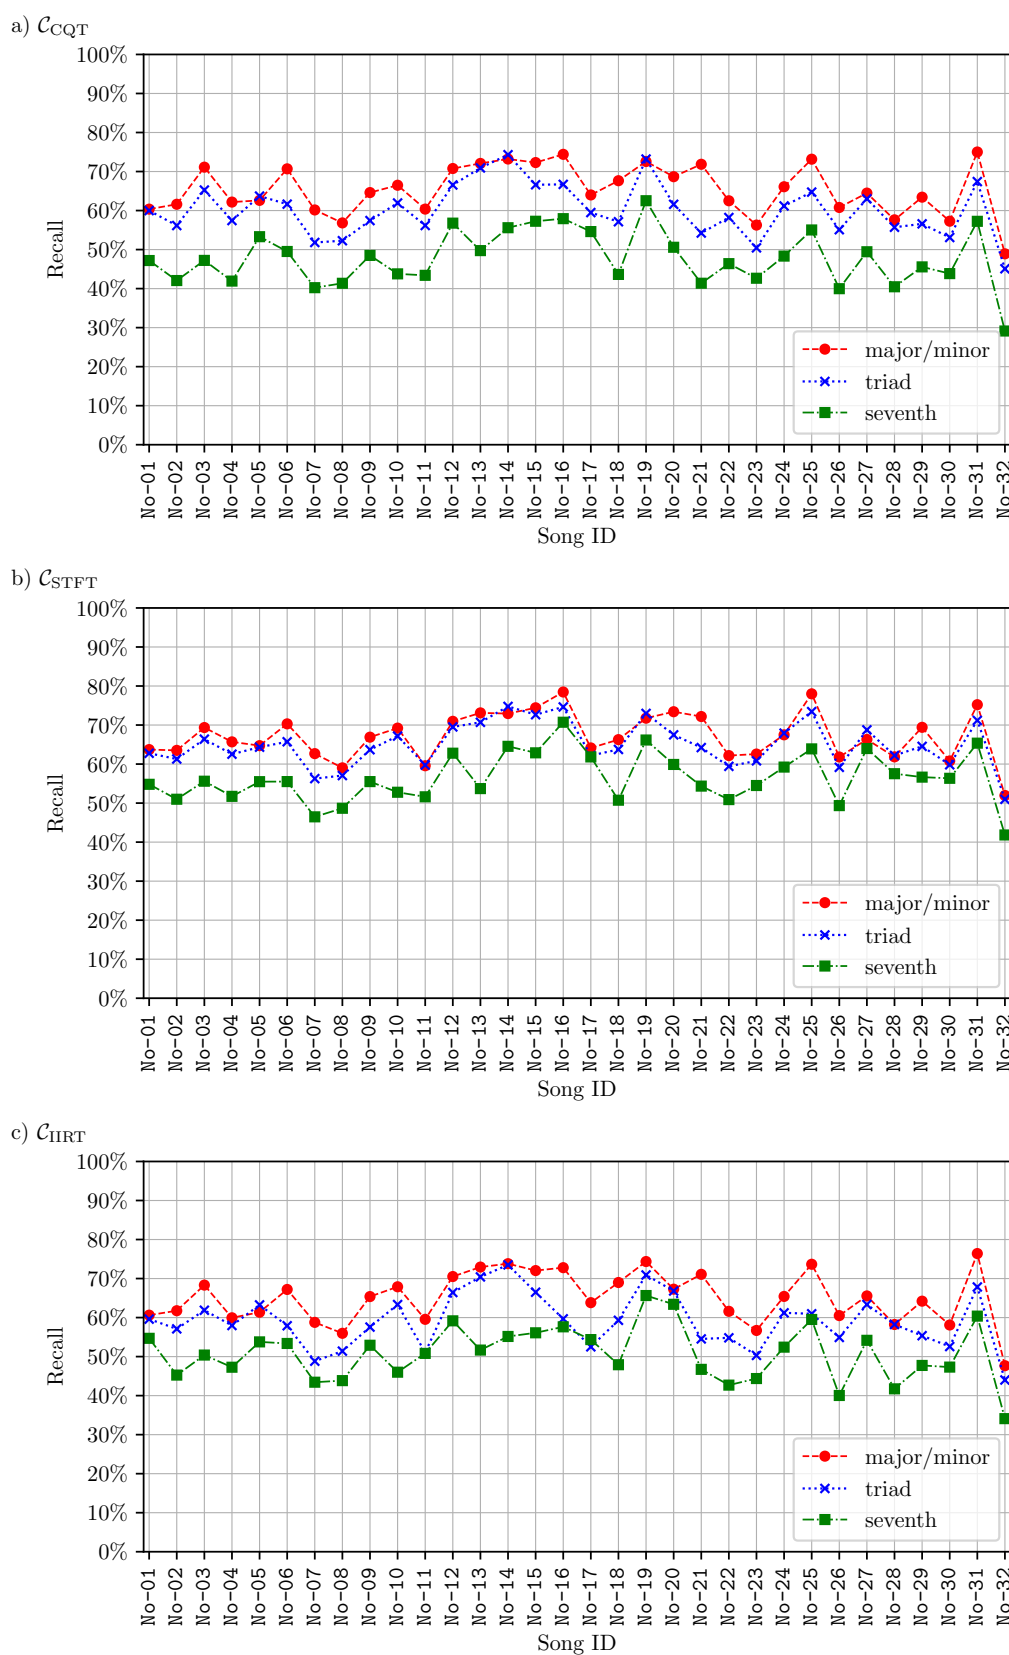 a) 𝒞CQT
100%
90%
80%
70%
60%
50%
40%
30%
20%
10%
0%
Recall
major/minor
triad
seventh
No-01 No-02 No-03 No-04 No-05 No-06 No-07 No-08 No-09 No-10 No-11 No-12 No-13 No-14 No-15 No-16 No-17 No-18 No-19 No-20 No-21 No-22 No-23 No-24 No-25 No-26 No-27 No-28 No-29 No-30 No-31 No-32
Song ID
b) 𝒞STFT
100%
90%
80%
70%
60%
50%
40%
30%
20%
10%
0%
Recall
major/minor
triad
seventh
No-01 No-02 No-03 No-04 No-05 No-06 No-07 No-08 No-09 No-10 No-11 No-12 No-13 No-14 No-15 No-16 No-17 No-18 No-19 No-20 No-21 No-22 No-23 No-24 No-25 No-26 No-27 No-28 No-29 No-30 No-31 No-32
Song ID
c) 𝒞IIRT
100%
90%
80%
70%
60%
50%
40%
30%
20%
10%
0%
Recall
major/minor
triad
seventh
No-01 No-02 No-03 No-04 No-05 No-06 No-07 No-08 No-09 No-10 No-11 No-12 No-13 No-14 No-15 No-16 No-17 No-18 No-19 No-20 No-21 No-22 No-23 No-24 No-25 No-26 No-27 No-28 No-29 No-30 No-31 No-32
Song ID